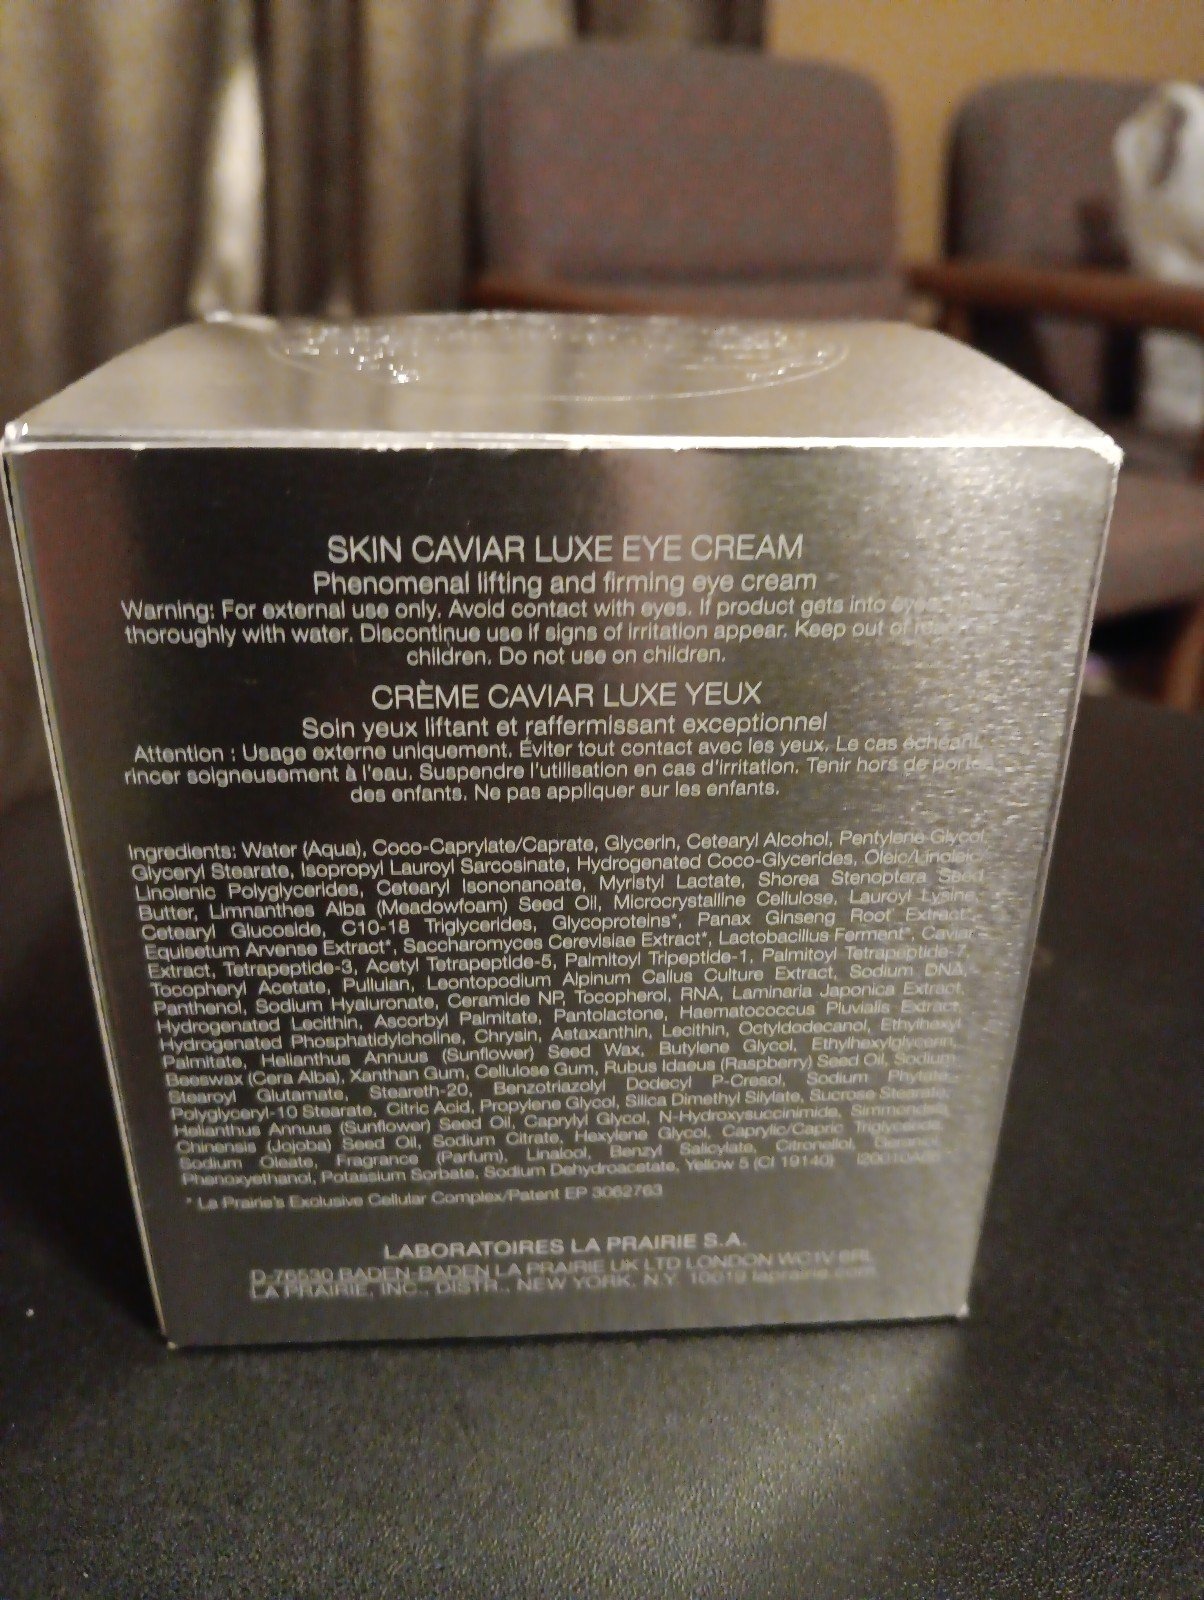 SKIN CAVIAR LUXE EYE CREAM
Phenomenal lifting and firming eye cream
Warning: For external use only. Avoid contact with eyes. If product gets into eyes,
thoroughly with water. Discontinue use if signs of irritation appear. Keep out of
children. Do not use on children.
CRÈME CAVIAR LUXE YEUX
Soin yeux liftant et raffermissant exceptionnel
Attention : Usage externe uniquement. Éviter tout contact avec les yeux. Le cas échéant,
rincer soigneusement à l'eau. Suspendre l'utilisation en cas d'irritation. Tenir hors de portée
des enfants. Ne pas appliquer sur les enfants.
Ingredients: Water (Aqua), Coco-Caprylate/Caprate, Glycerin, Cetearyl Alcohol, Pentylene Glycol,
Glyceryl Stearate, Isopropyl Lauroyl Sarcosinate, Hydrogenated Coco-Glycerides, Oleic/Linoleic/
Linolenic Polyglycerides, Cetearyl Isononanoate, Myristyl Lactate, Shorea Stenoptera Seed
Butter, Limnanthes Alba (Meadowfoam) Seed Oil, Microcrystalline Cellulose, Lauroyl Lysine,
Cetearyl Glucoside, C10-18 Triglycerides, Glycoproteins*, Panax Ginseng Root Extract*,
Equisetum Arvense Extract*, Saccharomyces Cerevisiae Extract*, Lactobacillus Ferment*, Caviar
Extract, Tetrapeptide-3, Acetyl Tetrapeptide-5, Palmitoyl Tripeptide-1, Palmitoyl Tetrapeptide-7,
Tocopheryl Acetate, Pullulan, Leontopodium Alpinum Callus Culture Extract, Sodium DNA,
Panthenol, Sodium Hyaluronate, Ceramide NP, Tocopherol, RNA, Laminaria Japonica Extract,
Hydrogenated Lecithin, Ascorbyl Palmitate, Pantolactone, Haematococcus Pluvialis Extract,
Hydrogenated Phosphatidylcholine, Chrysin, Astaxanthin, Lecithin, Octyldodecanol, Ethylhexyl
Palmitate, Helianthus Annuus (Sunflower) Seed Wax, Butylene Glycol, Ethylhexylglycerin,
Beeswax (Cera Alba), Xanthan Gum, Cellulose Gum, Rubus Idaeus (Raspberry) Seed Oil, Sodium
Stearoyl Glutamate, Steareth-20, Benzotriazolyl Dodecyl P-Cresol, Sodium Phytate,
Polyglyceryl-10 Stearate, Citric Acid, Propylene Glycol, Silica Dimethyl Silylate, Sucrose Stearate,
Helianthus Annuus (Sunflower) Seed Oil, Caprylyl Glycol, N-Hydroxysuccinimide, Simmondsia
Chinensis (Jojoba) Seed Oil, Sodium Citrate, Hexylene Glycol, Caprylic/Capric Triglyceride,
Sodium Oleate, Fragrance (Parfum), Linalool, Benzyl Salicylate, Citronellol,
Phenoxyethanol, Potassium Sorbate, Sodium Dehydroacetate, Yellow 5 (CI 19140)
* La Prairie's Exclusive Cellular Complex/Patent EP 3062763
LABORATOIRES LA PRAIRIE S.A.
D-76530 BADEN-BADEN LA PRAIRIE UK LTD LONDON WC1V 6RL
LA PRAIRIE, INC., DISTR., NEW YORK, N.Y. 10019 laprairie.com